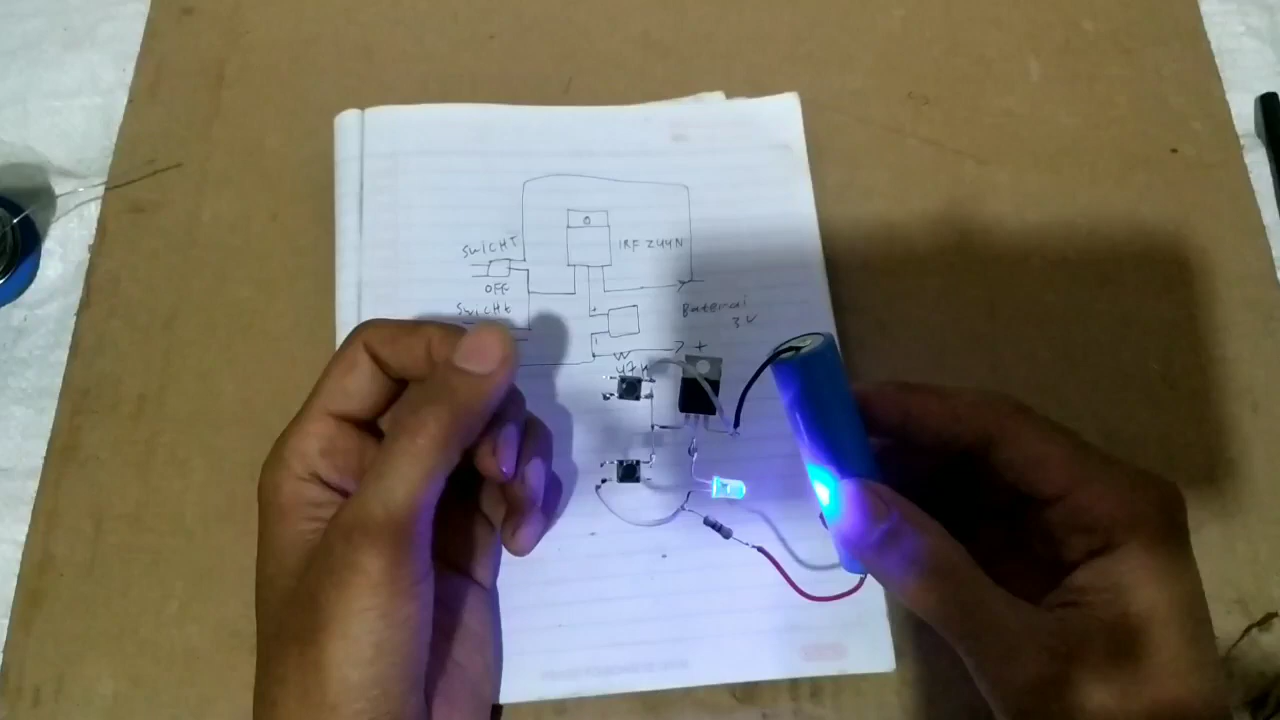 SWICHT
IRF Z44N
OFF
SWICHt
Baterai
3V
+
47K